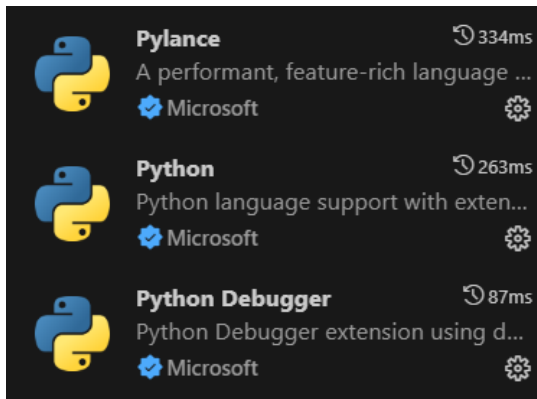 Pylance 334ms
A performant, feature-rich language ...
Microsoft
Python 263ms
Python language support with exten...
Microsoft
Python Debugger 87ms
Python Debugger extension using d...
Microsoft